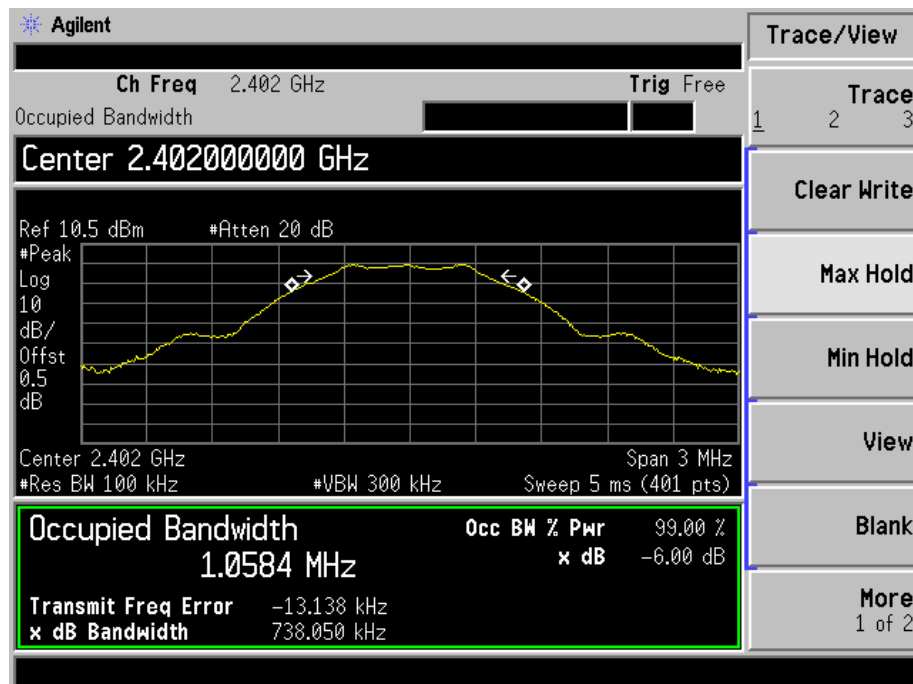 Agilent
Ch Freq 2.402 GHz Trig Free
Occupied Bandwidth
Center 2.402000000 GHz
Ref 10.5 dBm #Atten 20 dB
#Peak
Log
10
dB/
Offst
0.5
dB
Center 2.402 GHz Span 3 MHz
#Res BW 100 kHz #VBW 300 kHz Sweep 5 ms (401 pts)
Occupied Bandwidth
1.0584 MHz
Occ BW % Pwr 99.00 %
x dB -6.00 dB
Transmit Freq Error -13.138 kHz
x dB Bandwidth 738.050 kHz
Trace/View
Trace
1 2 3
Clear Write
Max Hold
Min Hold
View
Blank
More
1 of 2